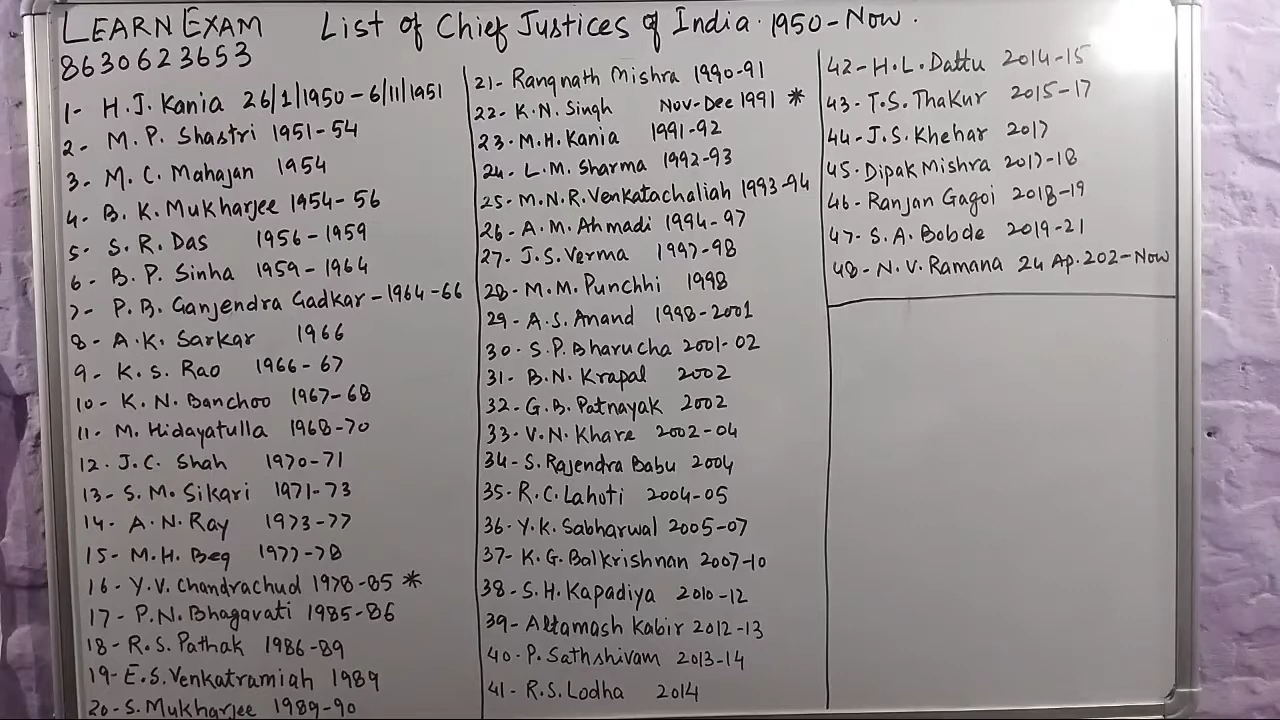 LEARN EXAM List of Chief Justices of India. 1950-Now.
8630623653
1- H.J. Kania 26/1/1950-6/11/1951
2- M. P. Shastri 1951-54
3- M. C. Mahajan 1954
4- B. K. Mukharjee 1954-56
5- S. R. Das 1956-1959
6- B. P. Sinha 1959-1964
7- P. B. Ganjendra Gadkar-1964-66
8- A.K. Sarkar 1966
9- K. S. Rao 1966-67
10- K. N. Banchoo 1967-68
11- M. Hidayatulla 1968-70
12. J.C. Shah 1970-71
13- S. M. Sikari 1971-73
14- A. N. Ray 1973-77
15- M.H. Beg 1977-78
16- Y.V. Chandrachud 1978-85 *
17- P.N. Bhagavati 1985-86
18- R.S. Pathak 1986-89
19- E.S. Venkatramiah 1989
20- S. Mukharjee 1989-90
21- Rangnath Mishra 1990-91
22- K.N. Singh Nov-Dec 1991 *
23- M.H. Kania 1991-92
24- L.M. Sharma 1992-93
25- M.N.R. Venkatachaliah 1993-94
26- A.M. Ahmadi 1994-97
27- J.S. Verma 1997-98
28- M.M. Punchhi 1998
29- A.S. Anand 1998-2001
30- S.P. Bharucha 2001-02
31- B.N. Krapal 2002
32- G.B. Patnayak 2002
33- V.N. Khare 2002-04
34- S. Rajendra Babu 2004
35- R.C. Lahoti 2004-05
36- Y.K. Sabharwal 2005-07
37- K.G. Balkrishnan 2007-10
38- S.H. Kapadiya 2010-12
39- Altamash Kabir 2012-13
40- P. Sathshivam 2013-14
41- R.S. Lodha 2014
42- H.L. Dattu 2014-15
43- T.S. Thakur 2015-17
44- J.S. Khehar 2017
45- Dipak Mishra 2017-18
46- Ranjan Gagoi 2018-19
47- S. A. Bobde 2019-21
48- N. V. Ramana 24 Ap. 202-Now